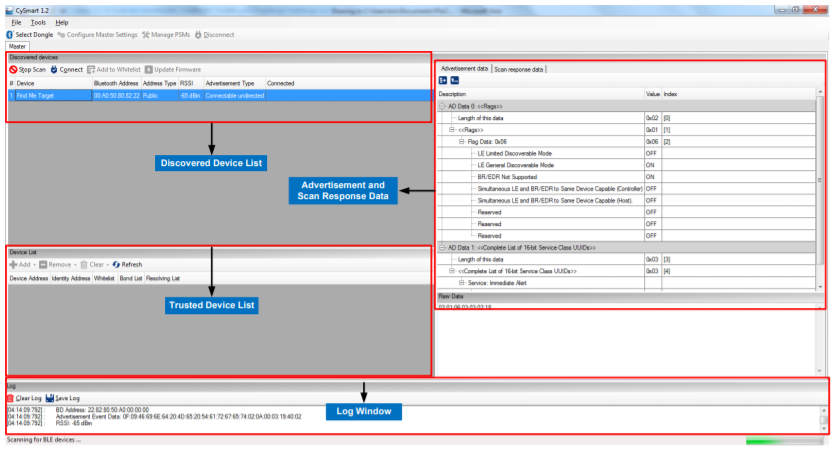 CySmart 1.2
File Tools Help
Select Dongle Configure Master Settings Manage PSMs Disconnect
Master
Discovered devices
Stop Scan Connect Add to Whitelist Update Firmware
# Device Bluetooth Address Address Type RSSI Advertisement Type Connected
1 Find Me Target 00:A0:50:80:82:22 Public -65 dBm Connectable undirected
Discovered Device List
Advertisement and
Scan Response Data
Device List
Add Remove Clear Refresh
Device Address Identity Address Whitelist Bond List Resolving List
Trusted Device List
Advertisement data Scan response data
Description Value Index
AD Data 0: <<Flags>>
Length of this data 0x02 [0]
<<Flags>> 0x01 [1]
Flag Data: 0x06 0x06 [2]
LE Limited Discoverable Mode OFF
LE General Discoverable Mode ON
BR/EDR Not Supported ON
Simultaneous LE and BR/EDR to Same Device Capable (Controller) OFF
Simultaneous LE and BR/EDR to Same Device Capable (Host). OFF
Reserved OFF
Reserved OFF
Reserved OFF
AD Data 1: <<Complete List of 16-bit Service Class UUIDs>>
Length of this data 0x03 [3]
<<Complete List of 16-bit Service Class UUIDs>> 0x03 [4]
Service: Immediate Alert
Raw Data
02:01:06:03:03:02:18
Log
Clear Log Save Log
[04:14:09:792] : BD Address: 22:82:80:50:A0:00:00:00
[04:14:09:792] : Advertisement Event Data: 0F:09:46:69:6E:64:20:4D:65:20:54:61:72:67:65:74:02:0A:00:03:19:40:02
[04:14:09:792] : RSSI: -65 dBm
Log Window
Scanning for BLE devices ...